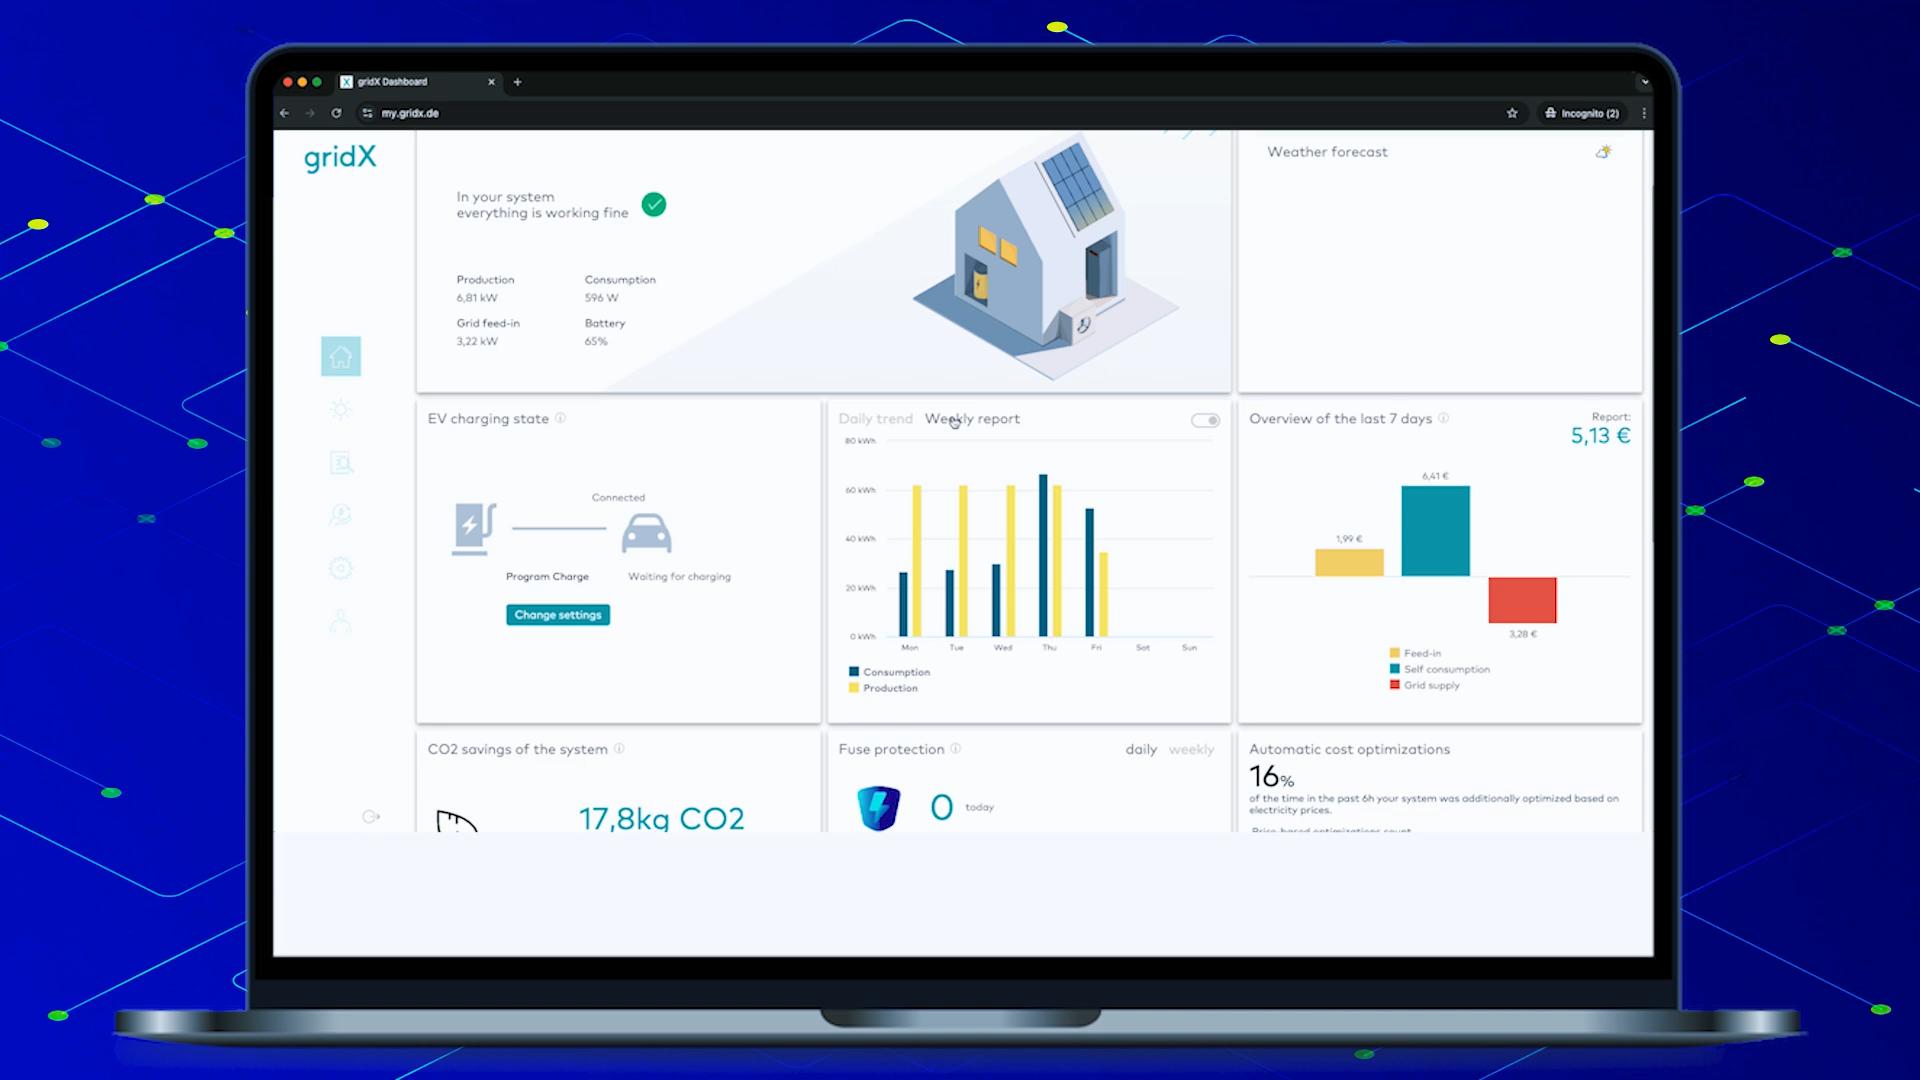 gridX Dashboard
my.gridx.de
Incognito (2)
gridX
In your system
everything is working fine
Production
6,81 kW
Consumption
596 W
Grid feed-in
3,22 kW
Battery
65%
Weather forecast
EV charging state
Connected
Program Charge
Waiting for charging
Change settings
Daily trend
Weekly report
80 kWh
60 kWh
40 kWh
20 kWh
0 kWh
Mon
Tue
Wed
Thu
Fri
Sat
Sun
Consumption
Production
Overview of the last 7 days
Report:
5,13 €
6,41 €
1,99 €
3,28 €
Feed-in
Self consumption
Grid supply
CO2 savings of the system
17,8kg CO2
Fuse protection
daily
weekly
0 today
Automatic cost optimizations
16%
of the time in the past 6h your system was additionally optimized based on
electricity prices.
Price-based optimizations count